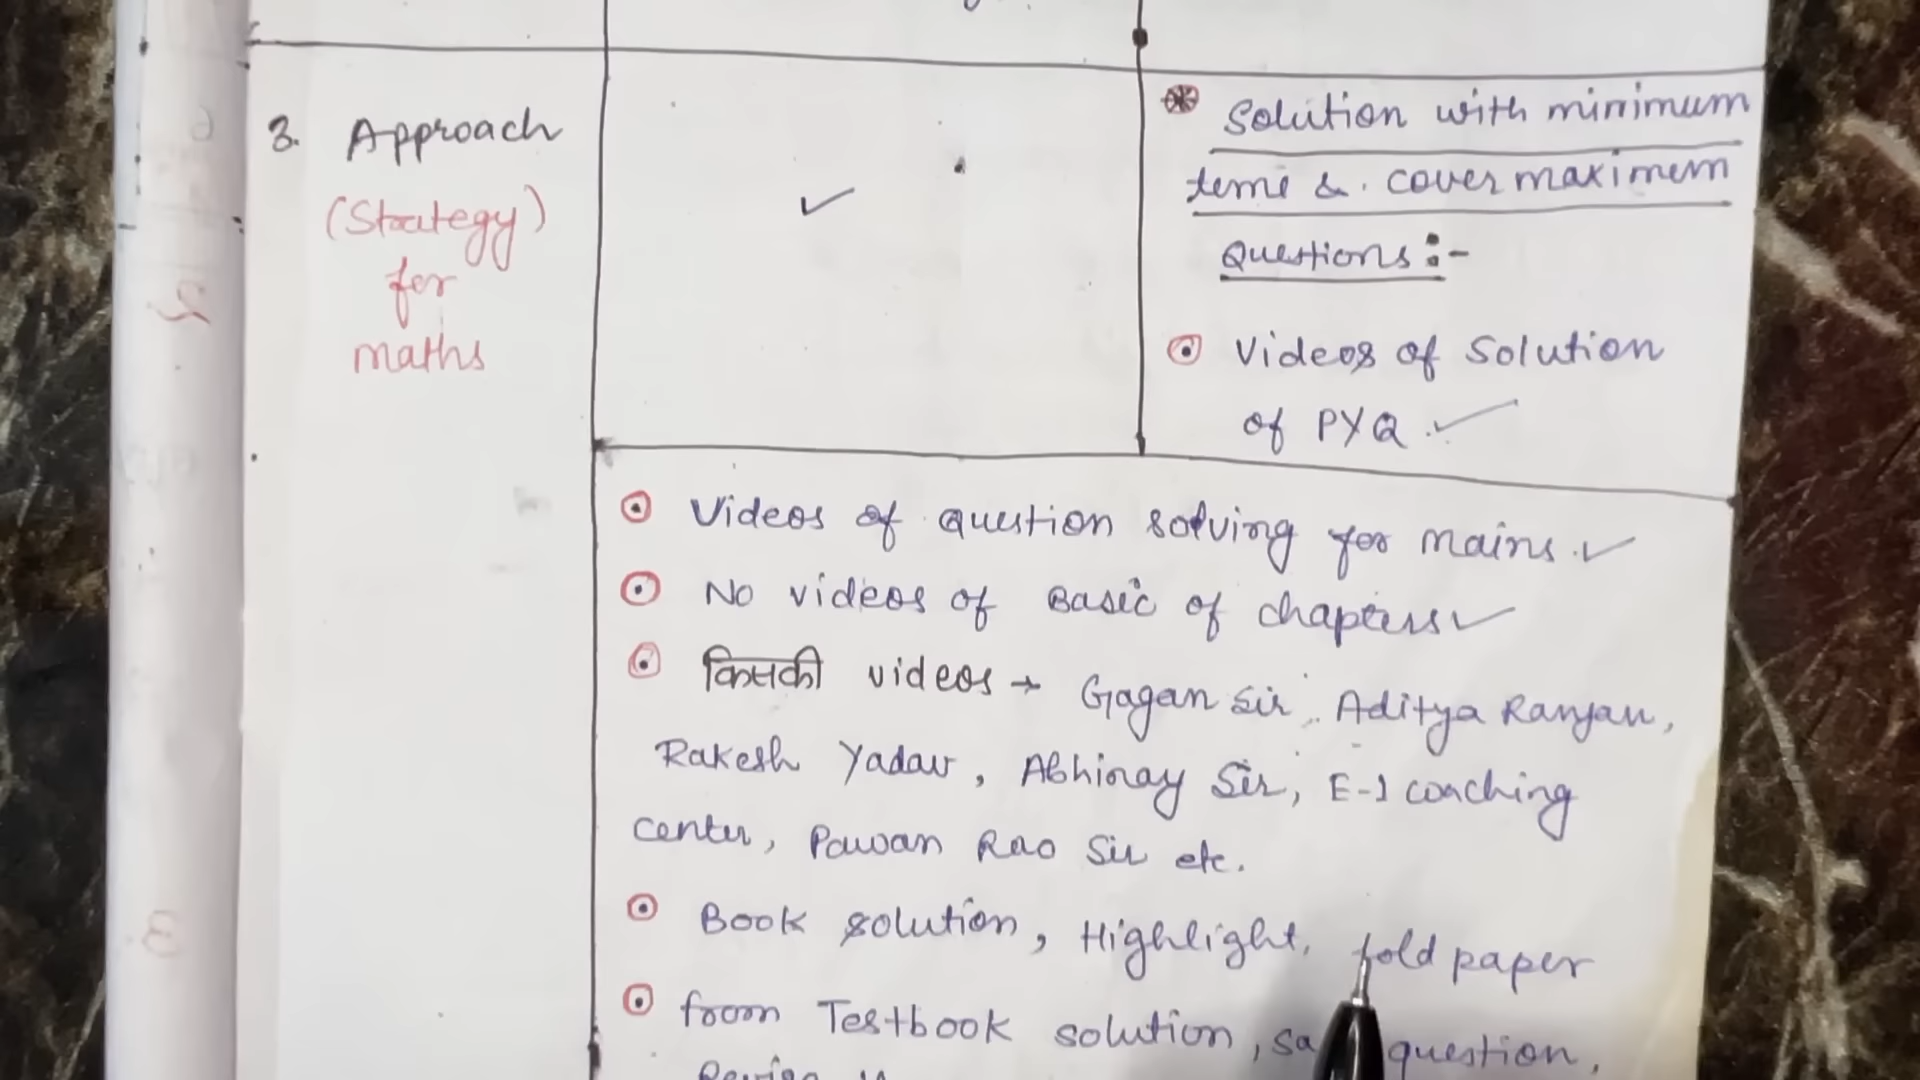 3. Approach
(Strategy)
for
maths
Solution with minimum
teme & cover maximem
Questions :-
Videos of Solution
of PYQ
Videos of question solving for mains.
No videos of Basic of chapters
किसकी videos → Gagan Sir, Aditya Ranjan,
Rakesh Yadav, Abhinay Sir, E-1 coaching
center, Pawan Rao Sir etc.
Book solution, Highlight, fold paper
from Testbook solution, question,